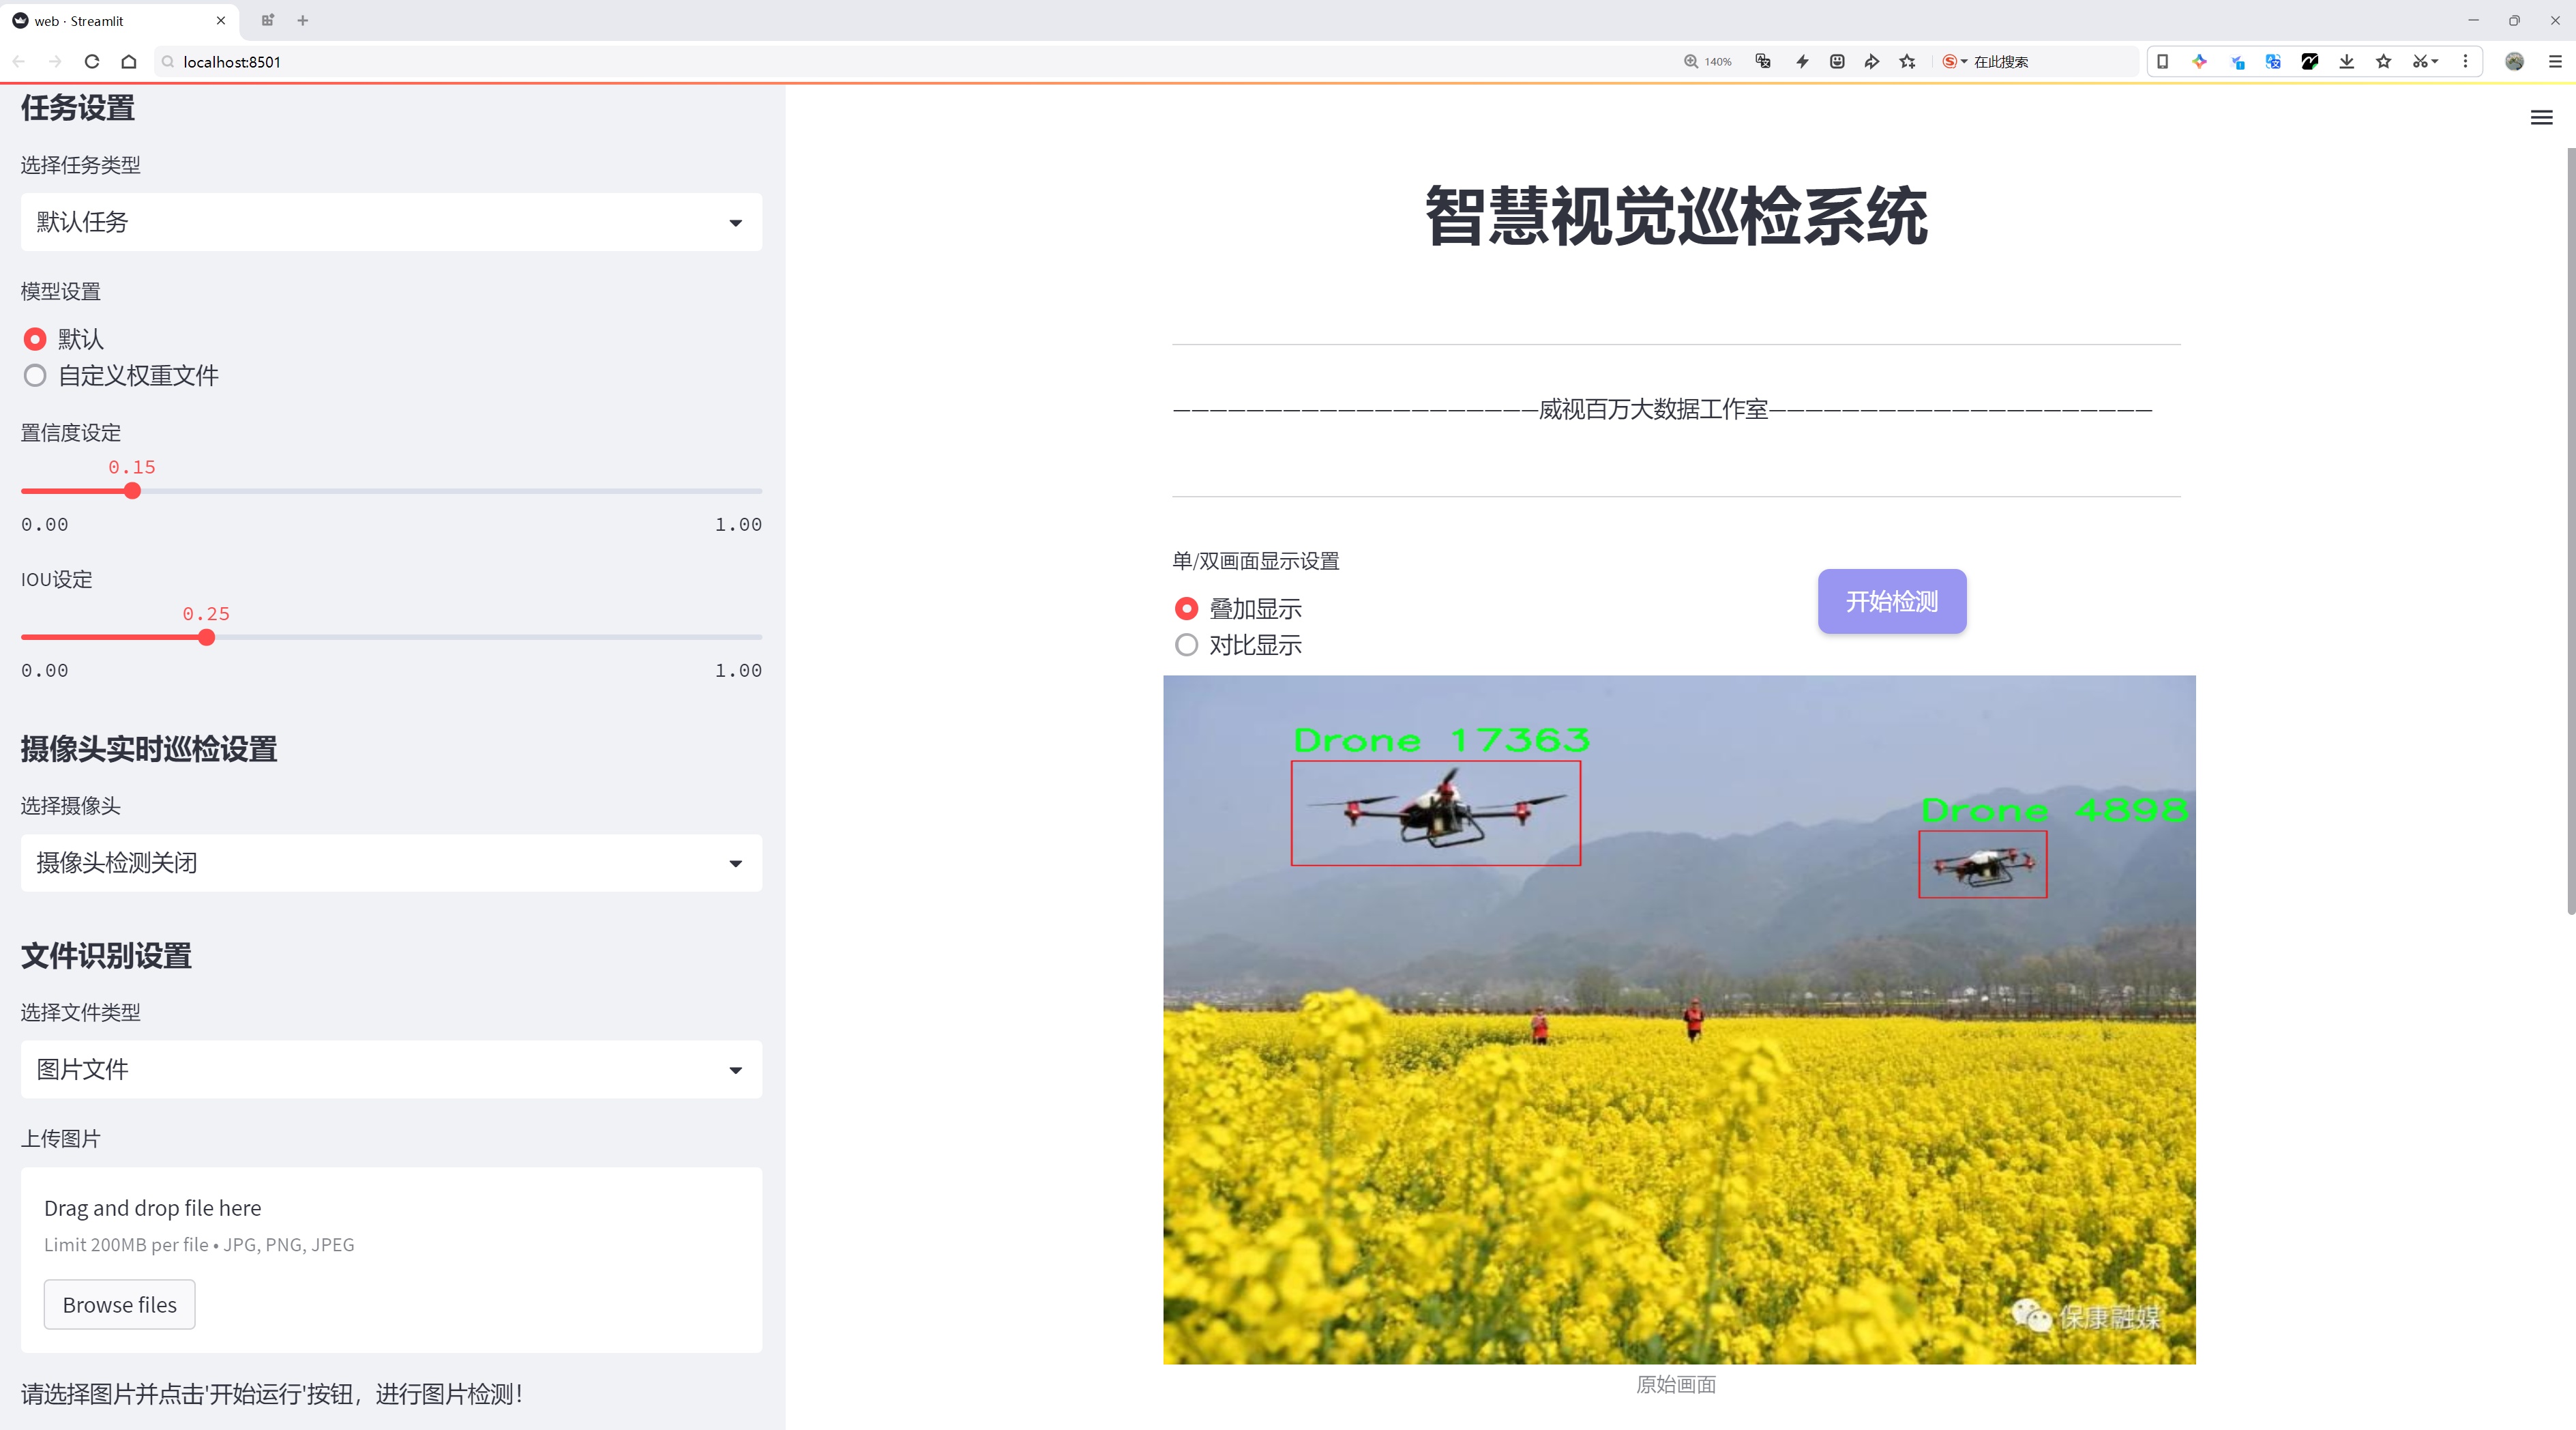 web · Streamlit
localhost:8501
140%
在此搜索
任务设置
选择任务类型
默认任务
模型设置
默认
自定义权重文件
置信度设定
0.15
0.00
1.00
IOU设定
0.25
0.00
1.00
摄像头实时巡检设置
选择摄像头
摄像头检测关闭
文件识别设置
选择文件类型
图片文件
上传图片
Drag and drop file here
Limit 200MB per file • JPG, PNG, JPEG
Browse files
请选择图片并点击'开始运行'按钮，进行图片检测！
智慧视觉巡检系统
————————————————————威视百万大数据工作室—————————————————————
单/双画面显示设置
叠加显示
对比显示
开始检测
Drone 17363
Drone 4898
保康融媒
原始画面